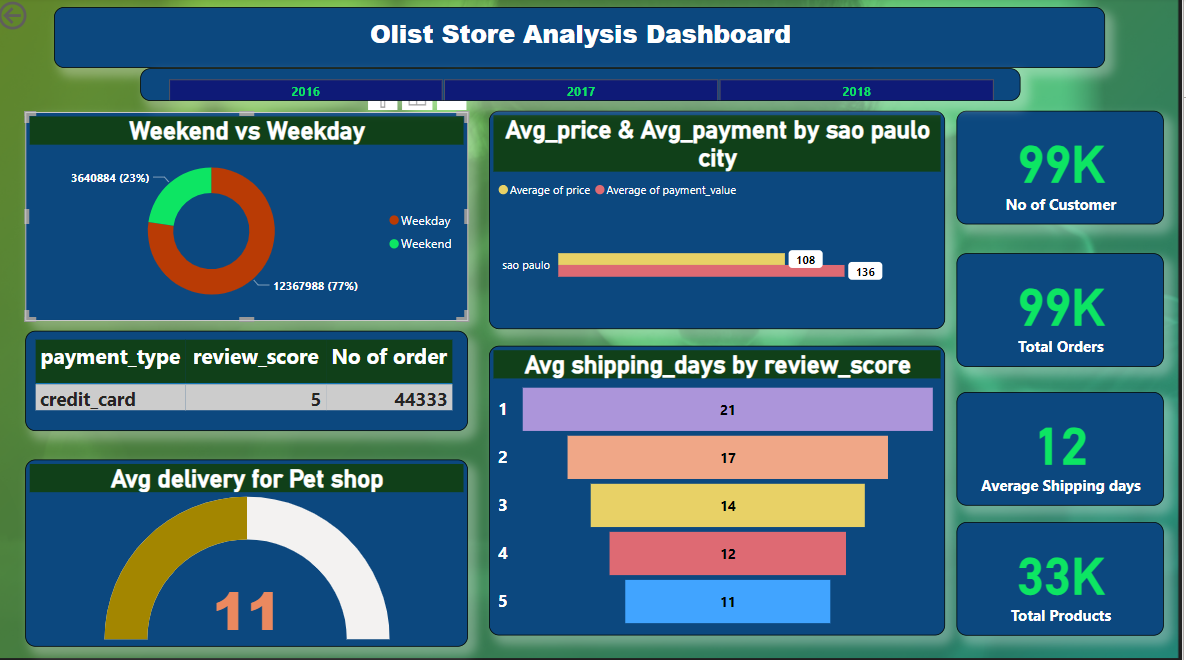 Olist Store Analysis Dashboard
2016 2017 2018
Weekend vs Weekday
3640884 (23%)
Weekday
Weekend
12367988 (77%)
payment_type review_score No of order
credit_card 5 44333
Avg delivery for Pet shop
11
Avg_price & Avg_payment by sao paulo
city
Average of price Average of payment_value
sao paulo
108
136
Avg shipping_days by review_score
1 21
2 17
3 14
4 12
5 11
99K
No of Customer
99K
Total Orders
12
Average Shipping days
33K
Total Products